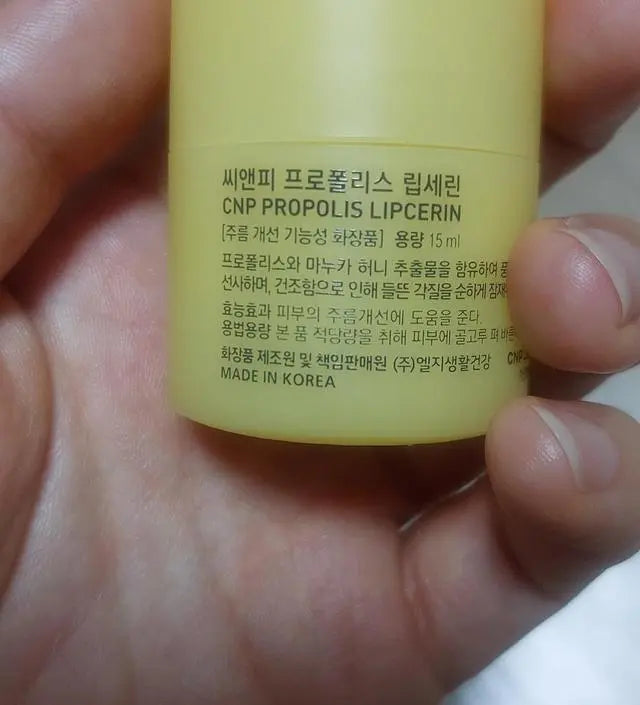 씨앤피 프로폴리스 립세린
CNP PROPOLIS LIPCERIN
[주름 개선 기능성 화장품] 용량 15 ml
프로폴리스와 마누카 허니 추출물을 함유하여
선사하며, 건조함으로 인해 들뜬 각질을 순하게
효능효과 피부의 주름개선에 도움을 준다.
용법용량 본 품 적당량을 취해 피부에 골고루 펴
화장품 제조원 및 책임판매원 (주)엘지생활건강 CNP
MADE IN KOREA